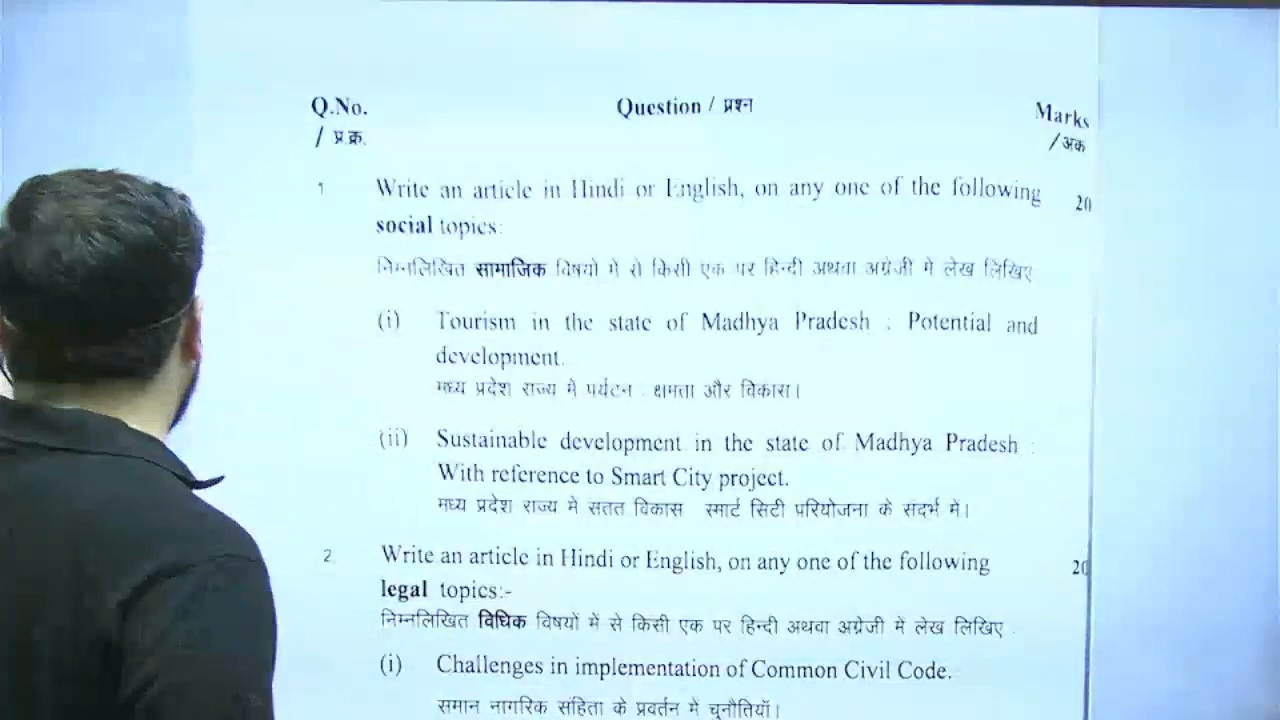 Q.No. Question / प्रश्न Marks
/ प्र.क्र. /अक
1 Write an article in Hindi or English, on any one of the following 20
social topics:
निम्नलिखित सामाजिक विषयो मे से किसी एक पर हिन्दी अथवा अग्रेजी मे लेख लिखिए
(i) Tourism in the state of Madhya Pradesh : Potential and
development.
मध्य प्रदेश राज्य मे पर्यटन . क्षमता और विकास।
(ii) Sustainable development in the state of Madhya Pradesh :
With reference to Smart City project.
मध्य प्रदेश राज्य मे सतत विकास स्मार्ट सिटी परियोजना के संदर्भ में।
2 Write an article in Hindi or English, on any one of the following 20
legal topics:-
निम्नलिखित विधिक विषयों में से किसी एक पर हिन्दी अथवा अग्रेजी मे लेख लिखिए .
(i) Challenges in implementation of Common Civil Code.
समान नागरिक संहिता के प्रवर्तन में चुनौतियॉ।